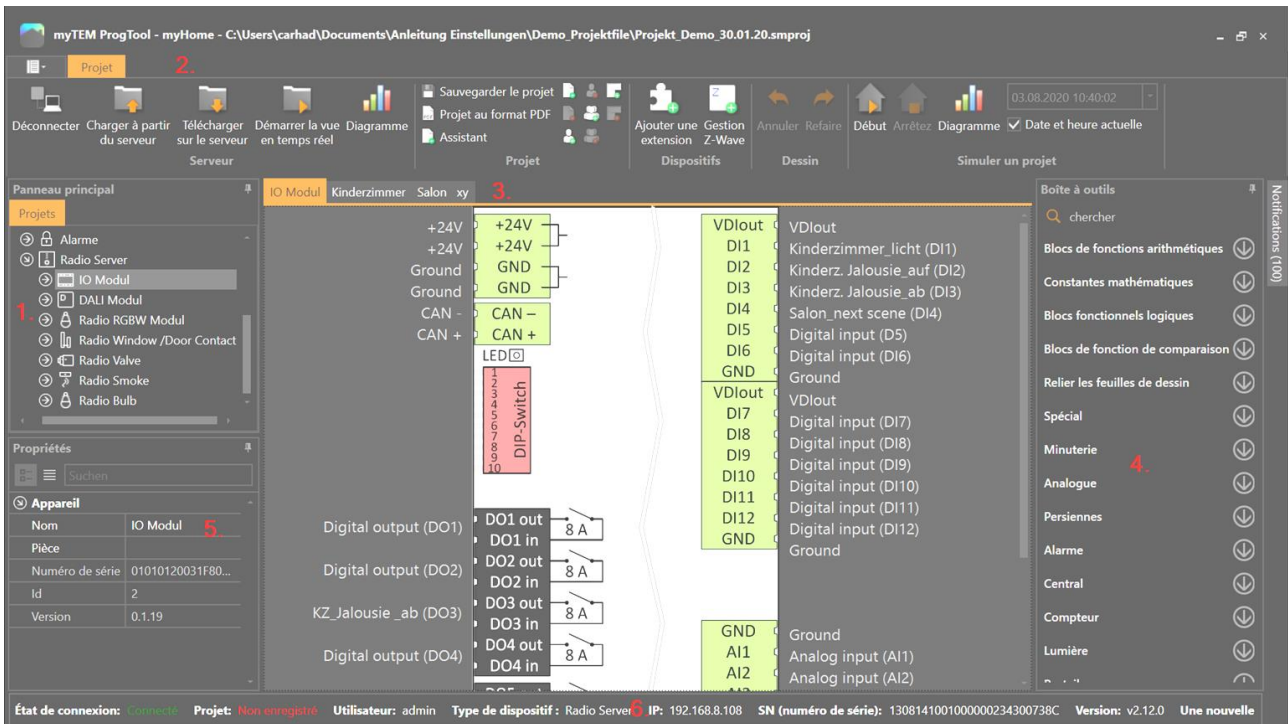 myTEM ProgTool - myHome - C:\Users\carhad\Documents\Anleitung Einstellungen\Demo_Projektfile\Projekt_Demo_30.01.20.smproj
Projet
2.
Déconnecter
Charger à partir du serveur
Télécharger sur le serveur
Démarrer la vue en temps réel
Diagramme
Serveur
Sauvegarder le projet
Projet au format PDF
Assistant
Projet
Ajouter une extension
Z
Gestion Z-Wave
Dispositifs
Annuler
Refaire
Dessin
Début
Arrêtez
Diagramme
03.08.2020 10:40:02
Date et heure actuelle
Simuler un projet
Panneau principal
Projets
Alarme
Radio Server
IO Modul
DALI Modul
Radio RGBW Modul
Radio Window /Door Contact
Radio Valve
Radio Smoke
Radio Bulb
1.
Propriétés
Suchen
Appareil
Nom IO Modul
Pièce
Numéro de série 01010120031F80...
Id 2
Version 0.1.19
5
IO Modul Kinderzimmer Salon xy
3.
+24V +24V
+24V +24V
Ground GND
Ground GND
CAN - CAN –
CAN + CAN +
LED
1
2
3
4
5
6
7
8
9
10
DIP-Switch
Digital output (DO1) DO1 out 8 A
DO1 in
Digital output (DO2) DO2 out 8 A
DO2 in
KZ_Jalousie _ab (DO3) DO3 out 8 A
DO3 in
Digital output (DO4) DO4 out 8 A
DO4 in
VDIout VDIout
DI1 Kinderzimmer_licht (DI1)
DI2 Kinderz. Jalousie_auf (DI2)
DI3 Kinderz. Jalousie_ab (DI3)
DI4 Salon_next scene (DI4)
DI5 Digital input (D5)
DI6 Digital input (DI6)
GND Ground
VDIout VDIout
DI7 Digital input (DI7)
DI8 Digital input (DI8)
DI9 Digital input (DI9)
DI10 Digital input (DI10)
DI11 Digital input (DI11)
DI12 Digital input (DI12)
GND Ground
GND Ground
AI1 Analog input (AI1)
AI2 Analog input (AI2)
Boîte à outils
chercher
Blocs de fonctions arithmétiques
Constantes mathématiques
Blocs fonctionnels logiques
Blocs de fonction de comparaison
Relier les feuilles de dessin
Spécial
Minuterie
4.
Analogue
Persiennes
Alarme
Central
Compteur
Lumière
Notifications (100)
État de connexion: Connecté Projet: Non enregistré Utilisateur: admin Type de dispositif : Radio Server 6. IP: 192.168.8.108 SN (numéro de série): 1308141001000000234300738C Version: v2.12.0 Une nouvelle